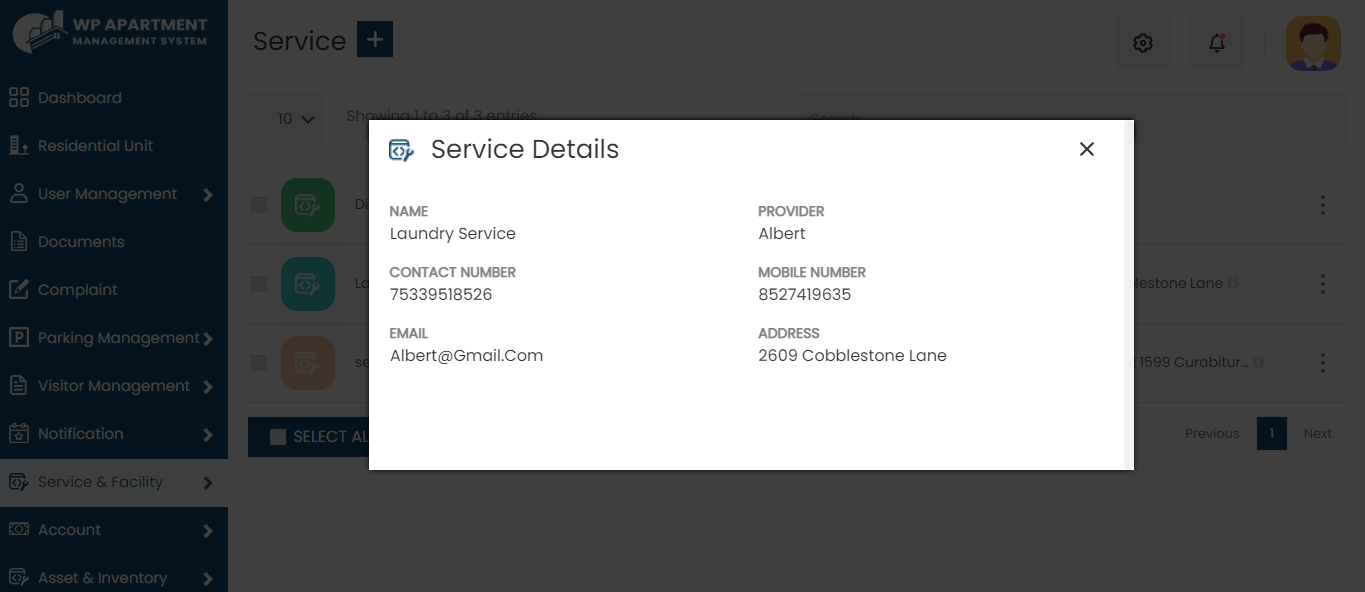 WP APARTMENT
MANAGEMENT SYSTEM
Service +
Dashboard
Residential Unit
User Management
Documents
Complaint
Parking Management
Visitor Management
Notification
Service & Facility
Account
Asset & Inventory
10
Showing 1 to 3 of 3 entries
Search
Service Details
NAME
Laundry Service
PROVIDER
Albert
CONTACT NUMBER
75339518526
MOBILE NUMBER
8527419635
EMAIL
Albert@Gmail.Com
ADDRESS
2609 Cobblestone Lane
Di
La
blestone Lane
se
1599 Curabitur...
SELECT AL
Previous
1
Next